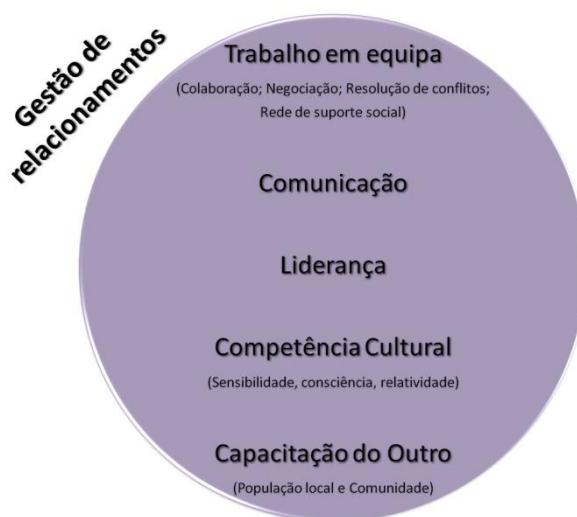 Gestão de
relacionamentos
Trabalho em equipa
(Colaboração; Negociação; Resolução de conflitos;
Rede de suporte social)
Comunicação
Liderança
Competência Cultural
(Sensibilidade, consciência, relatividade)
Capacitação do Outro
(População local e Comunidade)